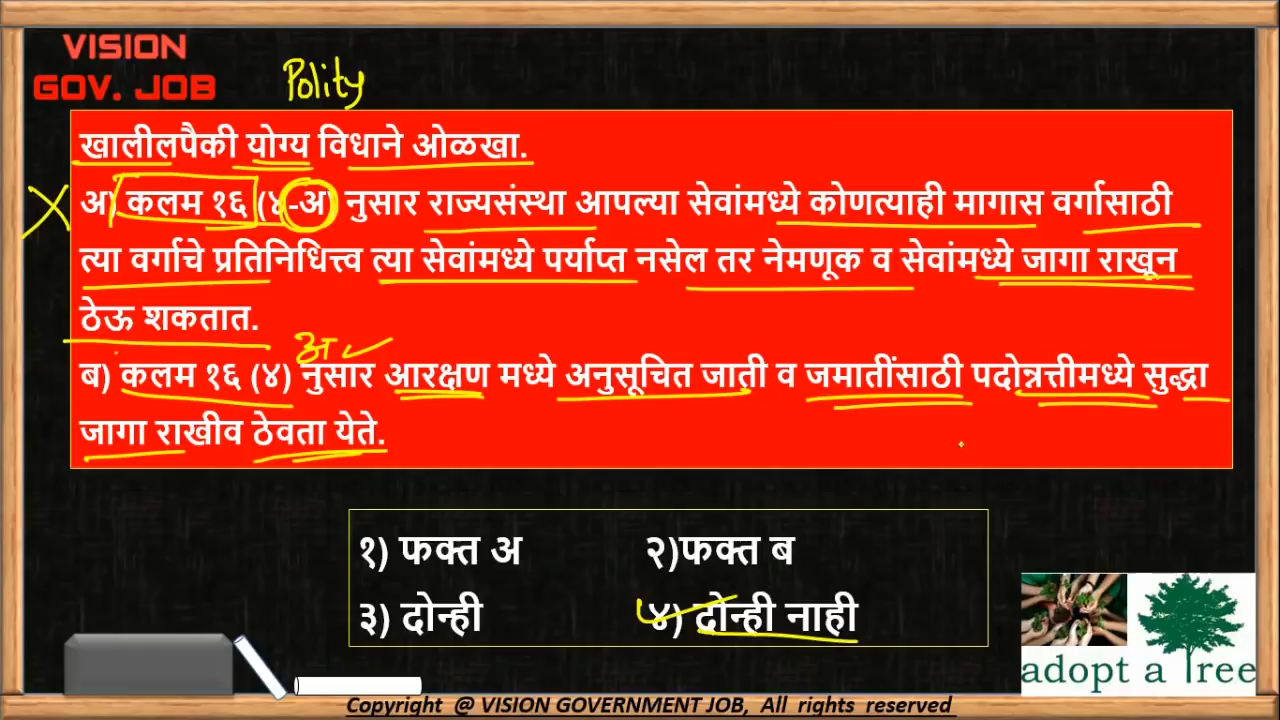 VISION
GOV. JOB
Polity
खालीलपैकी योग्य विधाने ओळखा.
अ) कलम १६ (४-अ) नुसार राज्यसंस्था आपल्या सेवांमध्ये कोणत्याही मागास वर्गासाठी
त्या वर्गाचे प्रतिनिधित्त्व त्या सेवांमध्ये पर्याप्त नसेल तर नेमणूक व सेवांमध्ये जागा राखून
ठेऊ शकतात.
अ
ब) कलम १६ (४) नुसार आरक्षण मध्ये अनुसूचित जाती व जमातींसाठी पदोन्नत्तीमध्ये सुद्धा
जागा राखीव ठेवता येते.
१) फक्त अ २)फक्त ब
३) दोन्ही ४) दोन्ही नाही
adopt a Tree
Copyright @ VISION GOVERNMENT JOB, All rights reserved